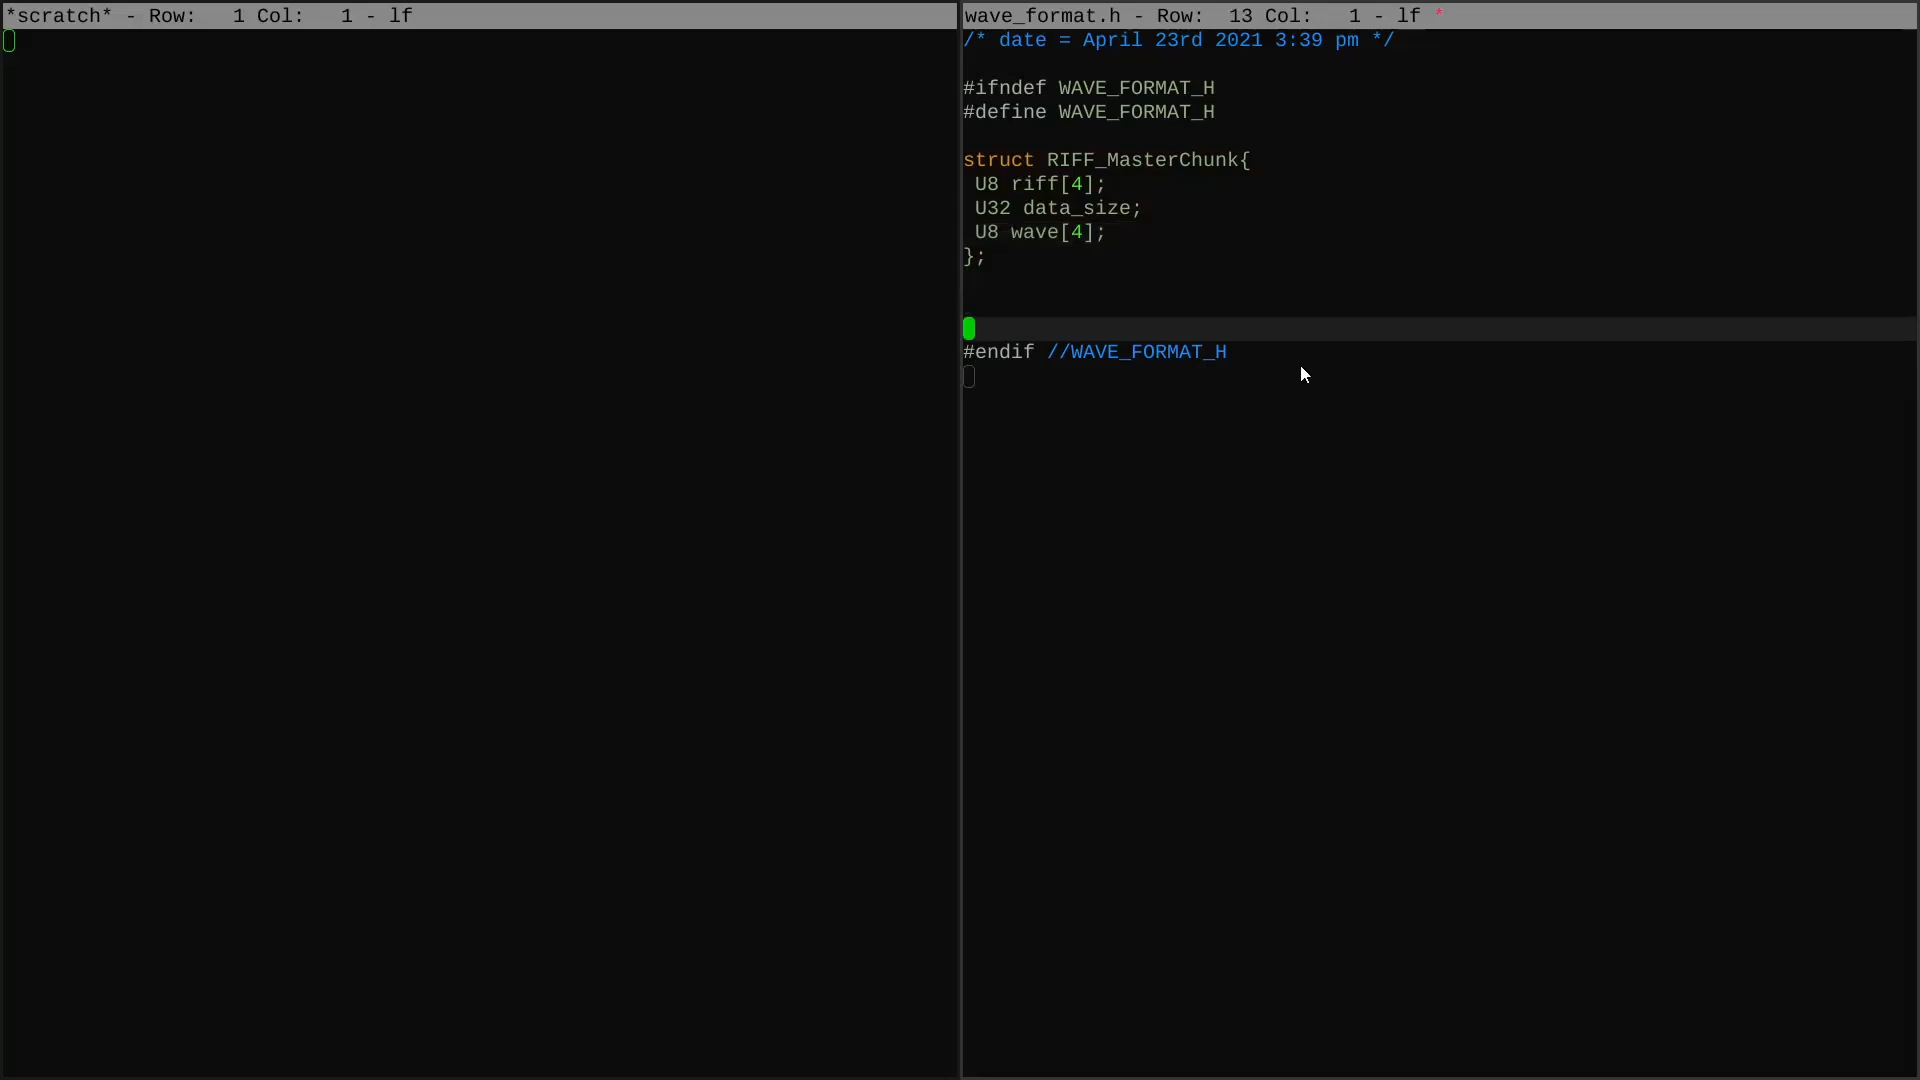 *scratch* - Row:   1 Col:   1 - lf
wave_format.h - Row:  13 Col:   1 - lf *
/* date = April 23rd 2021 3:39 pm */
#ifndef WAVE_FORMAT_H
#define WAVE_FORMAT_H
struct RIFF_MasterChunk{
 U8 riff[4];
 U32 data_size;
 U8 wave[4];
};
#endif //WAVE_FORMAT_H